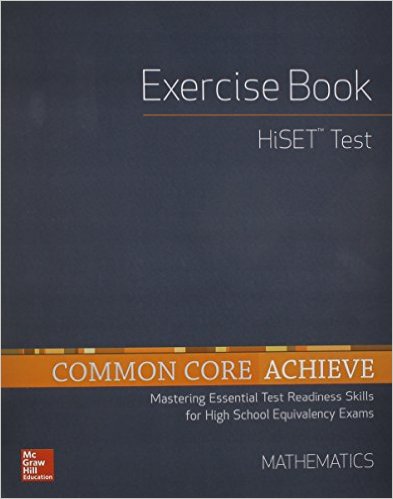 Exercise Book
HiSET™ Test
COMMON CORE ACHIEVE
Mastering Essential Test Readiness Skills
for High School Equivalency Exams
Mc
Graw
Hill
Education
MATHEMATICS